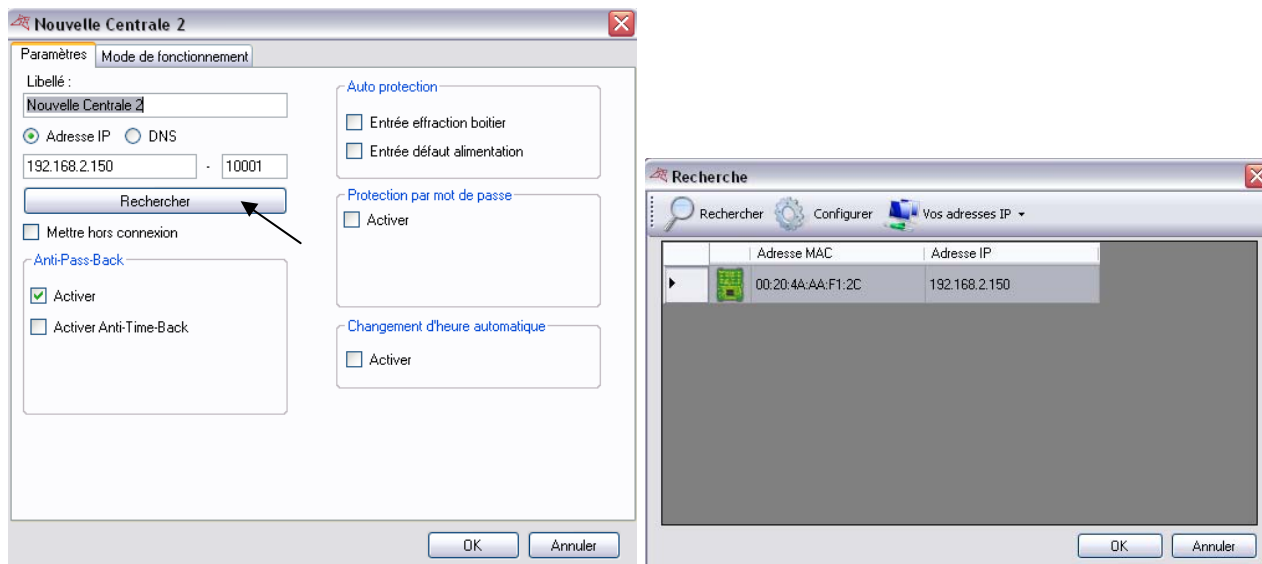 Nouvelle Centrale 2
Paramètres Mode de fonctionnement
Libellé :
Nouvelle Centrale 2
Adresse IP DNS
192.168.2.150 - 10001
Rechercher
Mettre hors connexion
Anti-Pass-Back
Activer
Activer Anti-Time-Back
Auto protection
Entrée effraction boitier
Entrée défaut alimentation
Protection par mot de passe
Activer
Changement d'heure automatique
Activer
OK Annuler
Recherche
Rechercher Configurer Vos adresses IP
Adresse MAC Adresse IP
00:20:4A:AA:F1:2C 192.168.2.150
OK Annuler